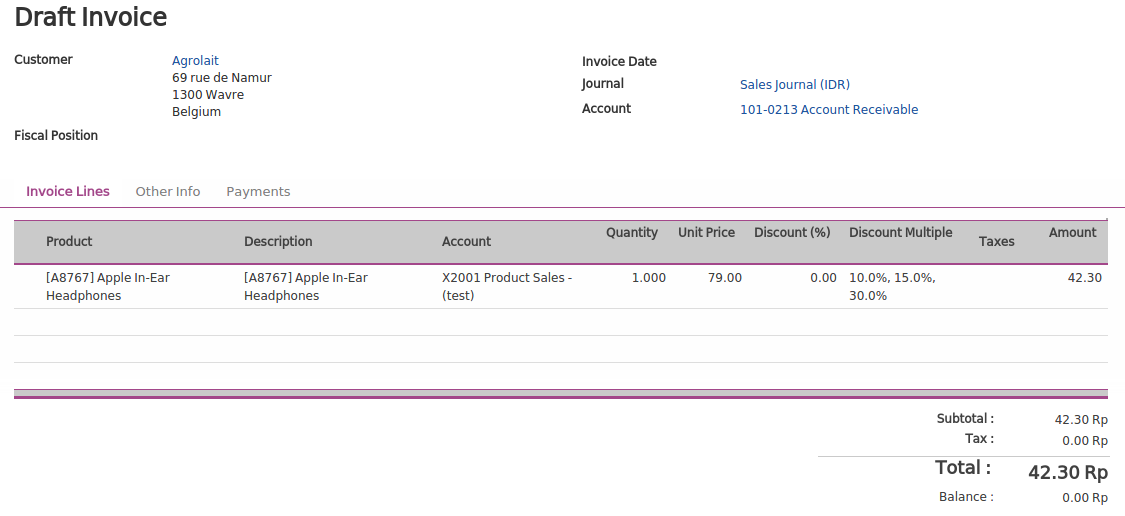 Draft Invoice
Customer
Agrolait
69 rue de Namur
1300 Wavre
Belgium
Fiscal Position
Invoice Date
Journal
Sales Journal (IDR)
Account
101-0213 Account Receivable
Invoice Lines Other Info Payments
Product Description Account Quantity Unit Price Discount (%) Discount Multiple Taxes Amount
[A8767] Apple In-Ear [A8767] Apple In-Ear X2001 Product Sales - 1.000 79.00 0.00 10.0%, 15.0%, 42.30
Headphones Headphones (test) 30.0%
Subtotal : 42.30 Rp
Tax : 0.00 Rp
Total : 42.30 Rp
Balance : 0.00 Rp